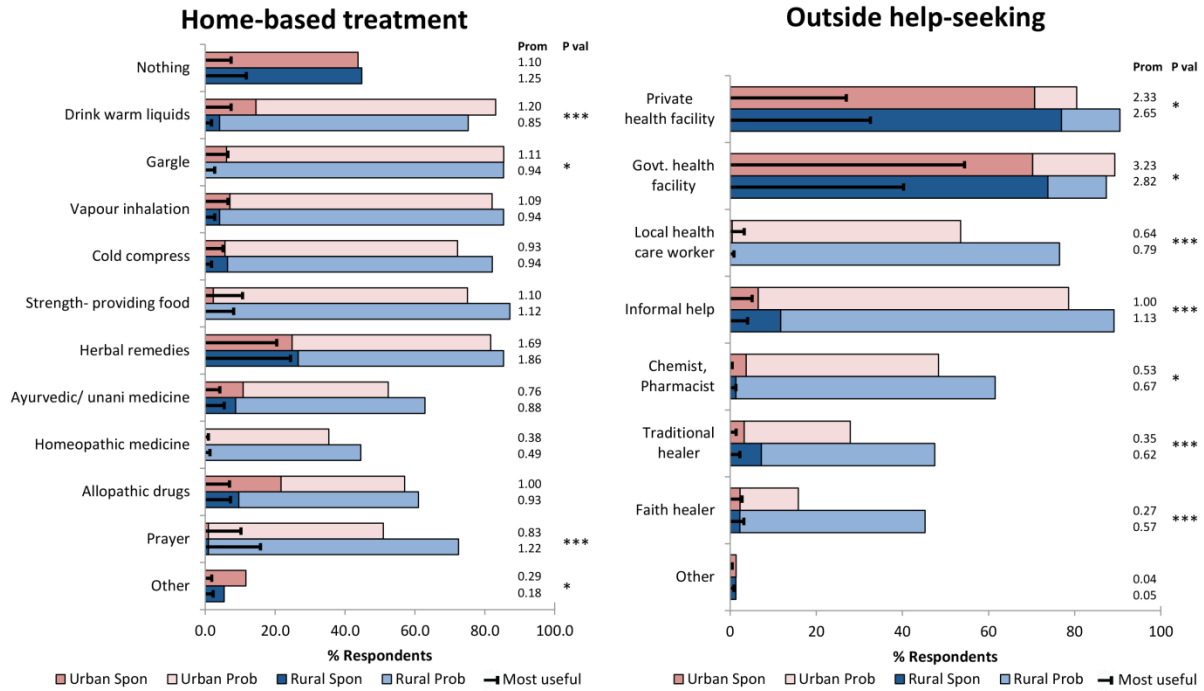 Home-based treatment
Prom P val
Nothing
1.10
1.25
Drink warm liquids
1.20
0.85
***
Gargle
1.11
0.94
*
Vapour inhalation
1.09
0.94
Cold compress
0.93
0.94
Strength- providing food
1.10
1.12
Herbal remedies
1.69
1.86
Ayurvedic/ unani medicine
0.76
0.88
Homeopathic medicine
0.38
0.49
Allopathic drugs
1.00
0.93
Prayer
0.83
1.22
***
Other
0.29
0.18
*
0.0 20.0 40.0 60.0 80.0 100.0
% Respondents
Urban Spon Urban Prob Rural Spon Rural Prob Most useful
Outside help-seeking
Prom P val
Private
health facility
2.33
2.65
*
Govt. health
facility
3.23
2.82
*
Local health
care worker
0.64
0.79
***
Informal help
1.00
1.13
***
Chemist,
Pharmacist
0.53
0.67
*
Traditional
healer
0.35
0.62
***
Faith healer
0.27
0.57
***
Other
0.04
0.05
0 20 40 60 80 100
% Respondents
Urban Spon Urban Prob Rural Spon Rural Prob Most useful